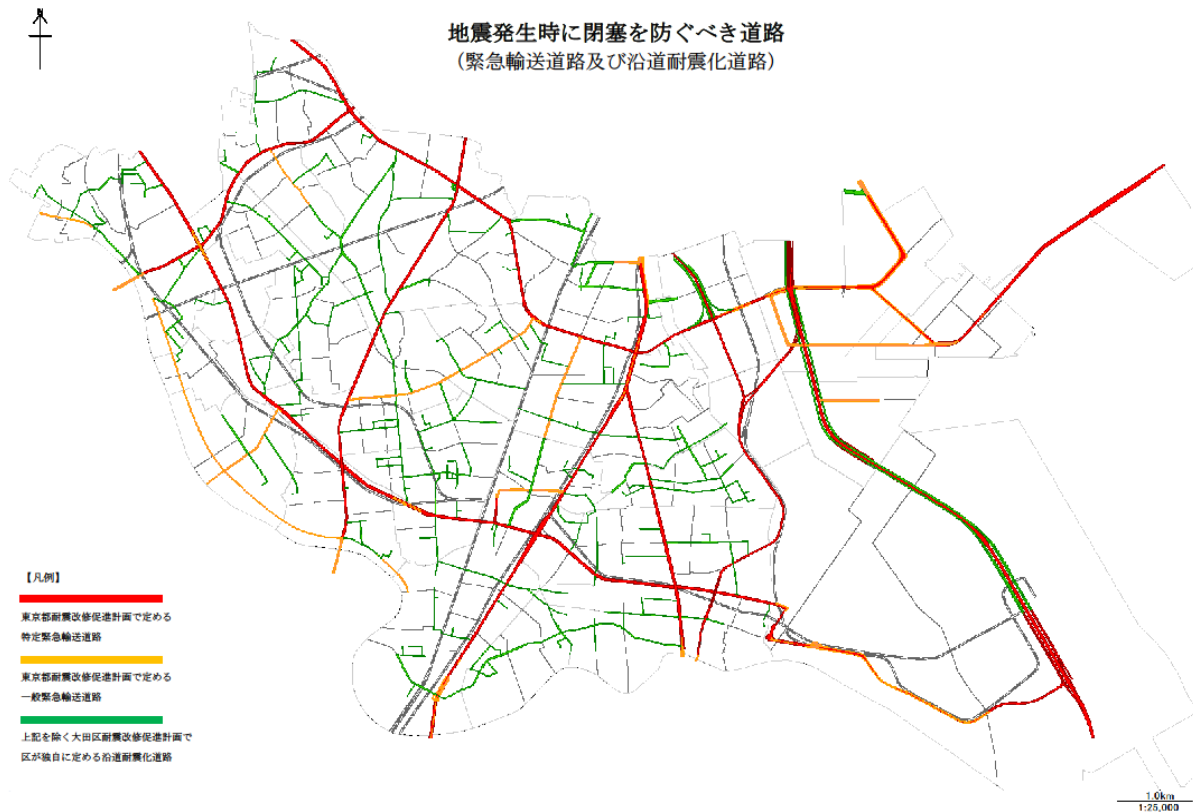 地震発生時に閉塞を防ぐべき道路
（緊急輸送道路及び沿道耐震化道路）
【凡例】
東京都耐震改修促進計画で定める
特定緊急輸送道路
東京都耐震改修促進計画で定める
一般緊急輸送道路
上記を除く大田区耐震改修促進計画で
区が独自に定める沿道耐震化道路
1.0km
1:25,000